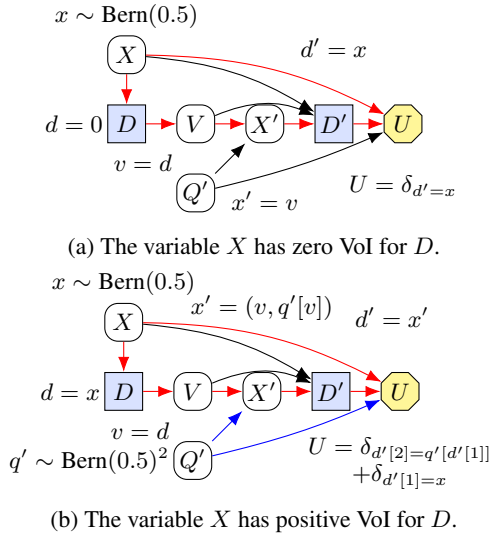 x ∼ Bern(0.5)
X
d′ = x
d = 0
D
V
X′
D′
U
v = d
Q′
x′ = v
U = δ_{d′=x}
(a) The variable X has zero VoI for D.
x ∼ Bern(0.5)
x′ = (v, q′[v])
X
d′ = x′
d = x
D
V
X′
D′
U
v = d
q′ ∼ Bern(0.5)²
Q′
U = δ_{d′[2]=q′[d′[1]]}
+δ_{d′[1]=x}
(b) The variable X has positive VoI for D.